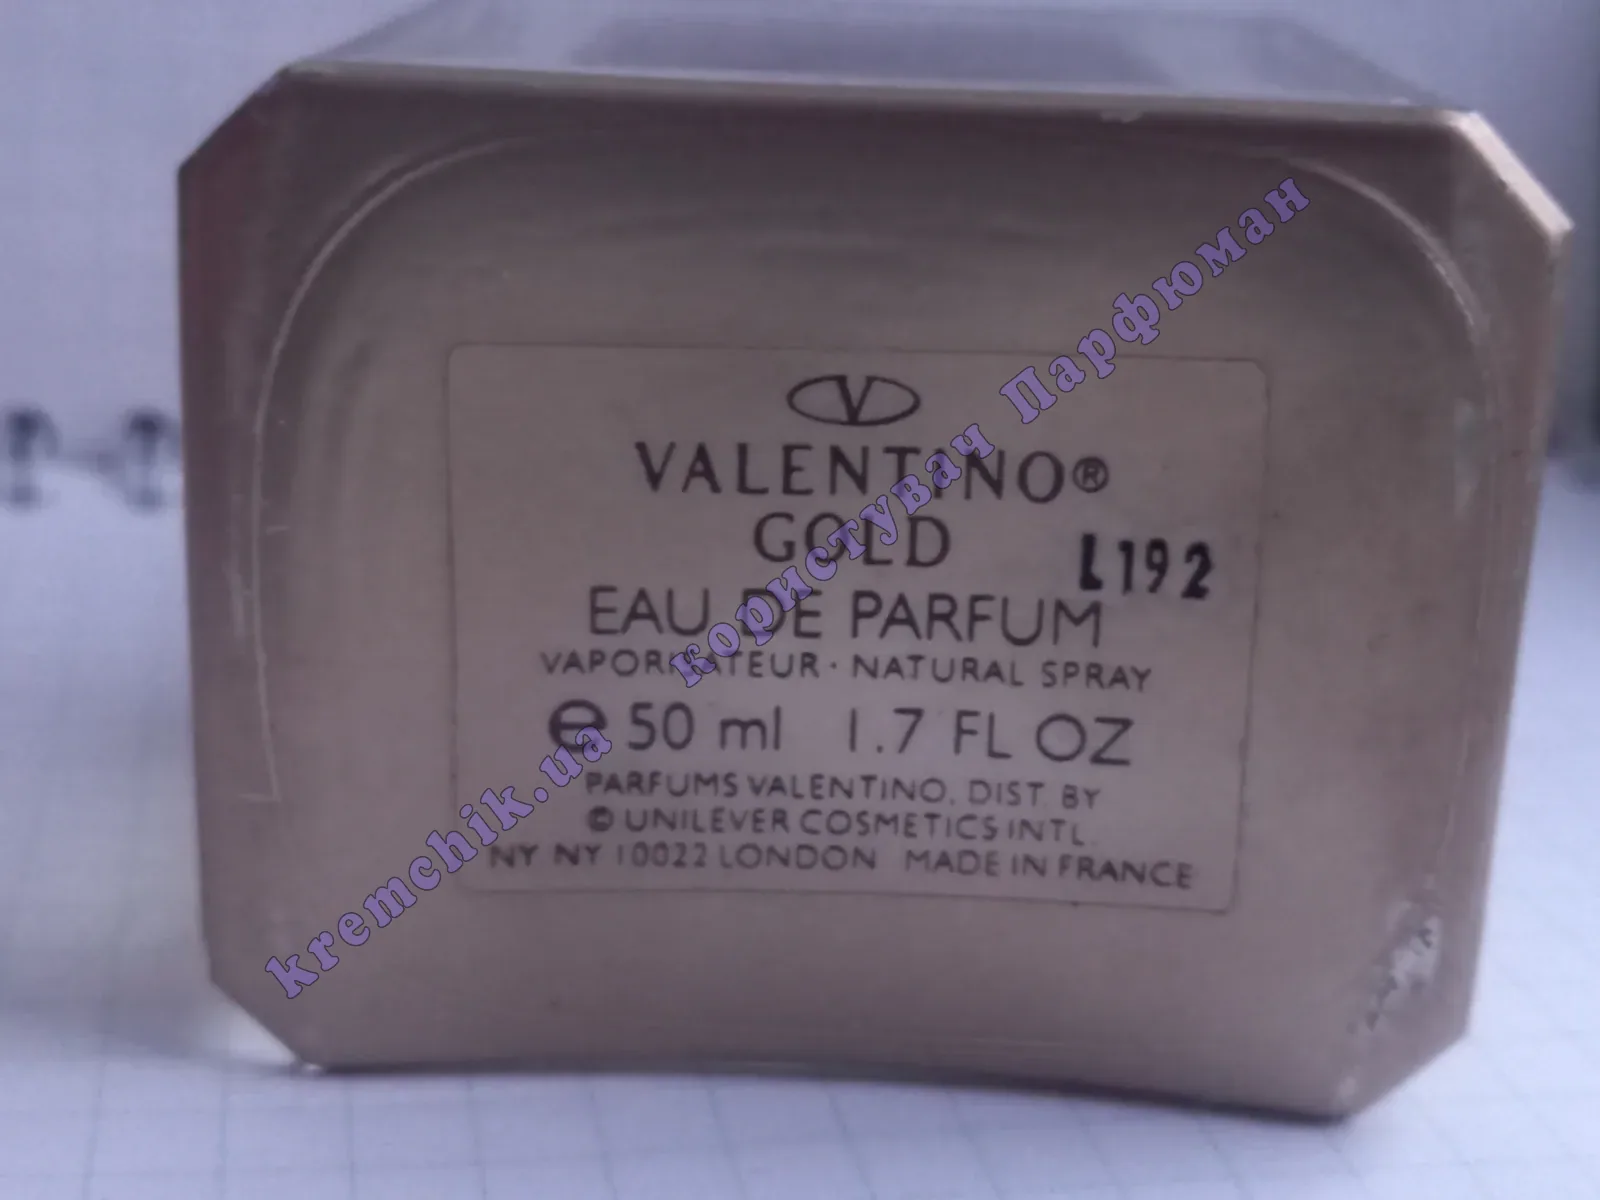 VALENTINO®
GOLD
L192
EAU DE PARFUM
VAPORISATEUR · NATURAL SPRAY
e 50 ml 1.7 FL OZ
PARFUMS VALENTINO, DIST. BY
© UNILEVER COSMETICS INTL.
NY NY 10022 LONDON MADE IN FRANCE
kremchik.ua користувач Парфюман